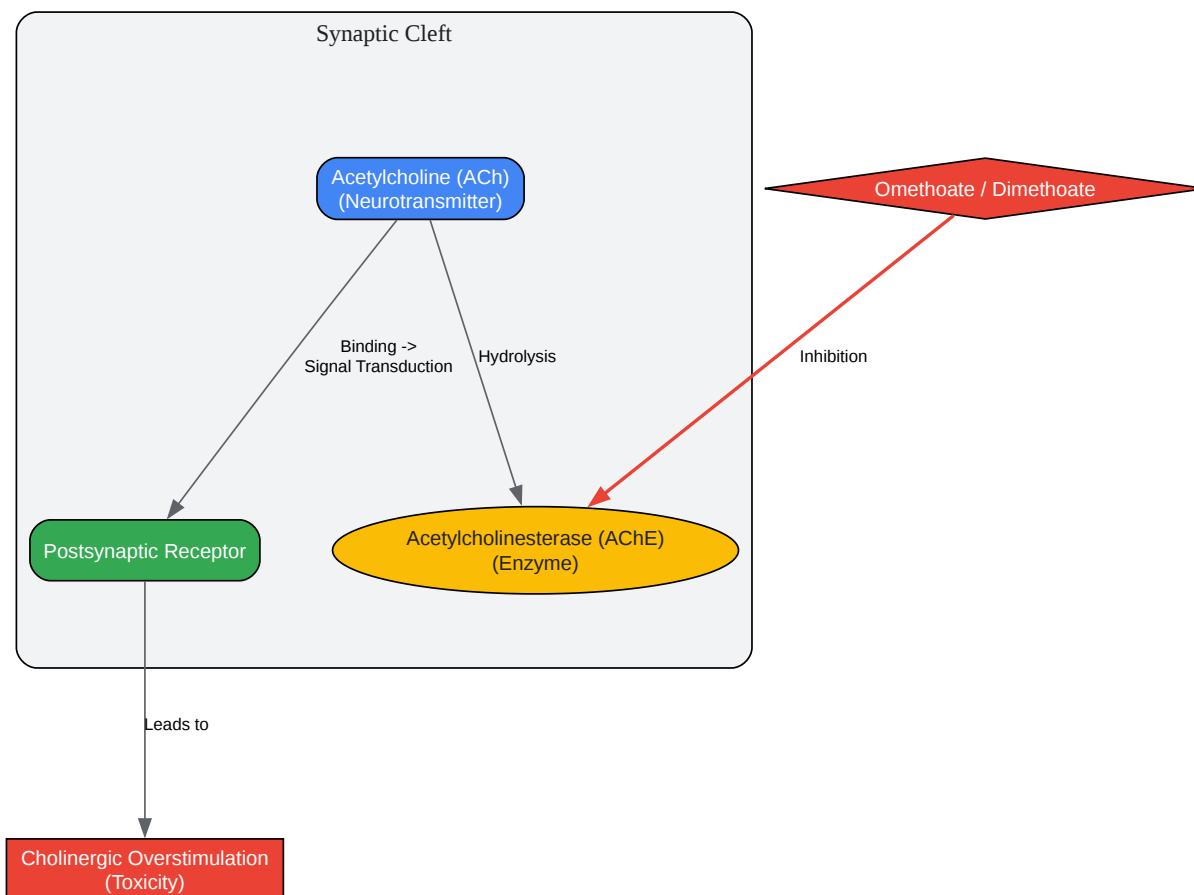 Synaptic Cleft
Acetylcholine (ACh)
(Neurotransmitter)
Omethoate / Dimethoate
Binding ->
Signal Transduction
Hydrolysis
Inhibition
Postsynaptic Receptor
Acetylcholinesterase (AChE)
(Enzyme)
Leads to
Cholinergic Overstimulation
(Toxicity)